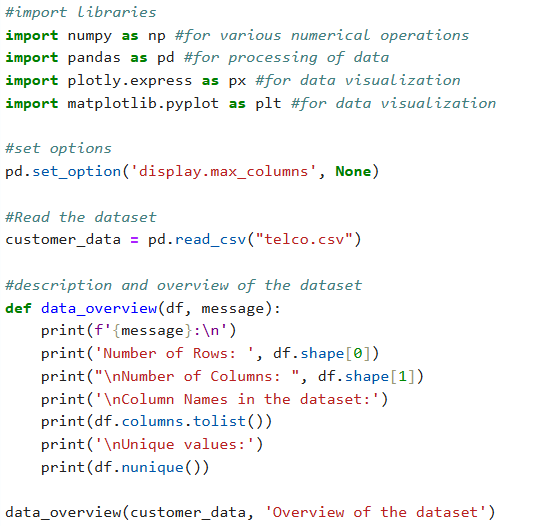 #import libraries
import numpy as np #for various numerical operations
import pandas as pd #for processing of data
import plotly.express as px #for data visualization
import matplotlib.pyplot as plt #for data visualization

#set options
pd.set_option('display.max_columns', None)

#Read the dataset
customer_data = pd.read_csv("telco.csv")

#description and overview of the dataset
def data_overview(df, message):
    print(f'{message}:\n')
    print('Number of Rows: ', df.shape[0])
    print("\nNumber of Columns: ", df.shape[1])
    print('\nColumn Names in the dataset:')
    print(df.columns.tolist())
    print('\nUnique values:')
    print(df.nunique())

data_overview(customer_data, 'Overview of the dataset')